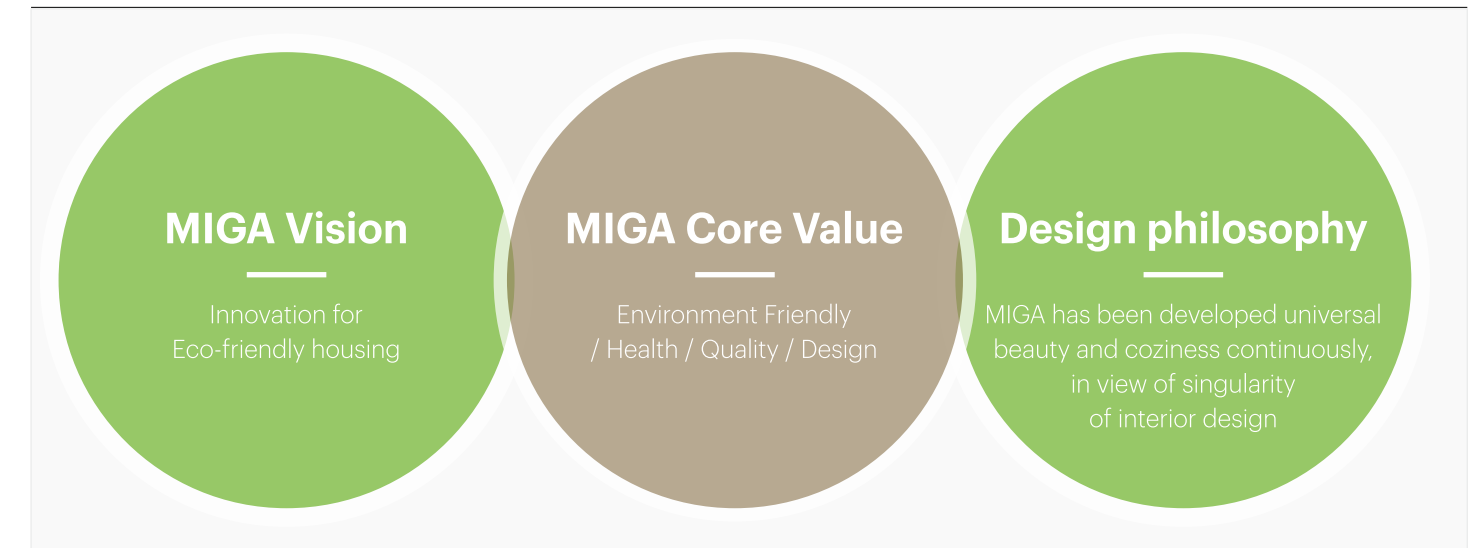 MIGA Vision
Innovation for
Eco-friendly housing
MIGA Core Value
Environment Friendly
/ Health / Quality / Design
Design philosophy
MIGA has been developed universal
beauty and coziness continuously,
in view of singularity
of interior design